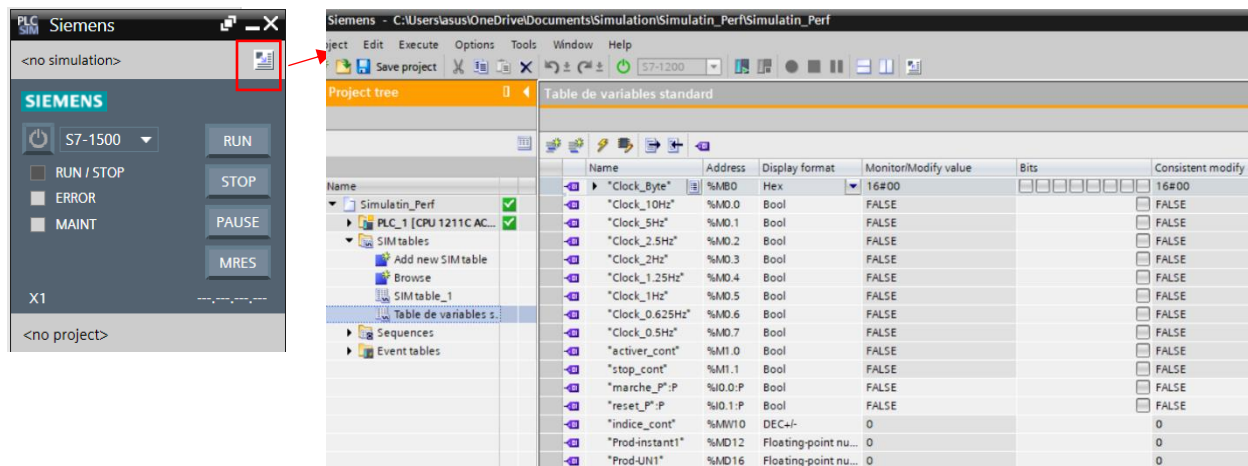 PLC SIM Siemens
<no simulation>
SIEMENS
S7-1500
RUN
RUN / STOP
ERROR
STOP
MAINT
PAUSE
MRES
X1 ---.---.---.---
<no project>
Siemens - C:\Users\asus\OneDrive\Documents\Simulation\Simulatin_Perf\Simulatin_Perf
ject Edit Execute Options Tools Window Help
Save project S7-1200
Project tree
Table de variables standard
Name
Simulatin_Perf
PLC_1 [CPU 1211C AC...
SIM tables
Add new SIM table
Browse
SIM table_1
Table de variables s.
Sequences
Event tables
Name Address Display format Monitor/Modify value Bits Consistent modify
"Clock_Byte" %MB0 Hex 16#00 16#00
"Clock_10Hz" %M0.0 Bool FALSE FALSE
"Clock_5Hz" %M0.1 Bool FALSE FALSE
"Clock_2.5Hz" %M0.2 Bool FALSE FALSE
"Clock_2Hz" %M0.3 Bool FALSE FALSE
"Clock_1.25Hz" %M0.4 Bool FALSE FALSE
"Clock_1Hz" %M0.5 Bool FALSE FALSE
"Clock_0.625Hz" %M0.6 Bool FALSE FALSE
"Clock_0.5Hz" %M0.7 Bool FALSE FALSE
"activer_cont" %M1.0 Bool FALSE FALSE
"stop_cont" %M1.1 Bool FALSE FALSE
"marche_P":P %I0.0:P Bool FALSE FALSE
"reset_P":P %I0.1:P Bool FALSE FALSE
"indice_cont" %MW10 DEC+/- 0 0
"Prod-instant1" %MD12 Floating-point nu... 0 0
"Prod-UN1" %MD16 Floating-point nu... 0 0